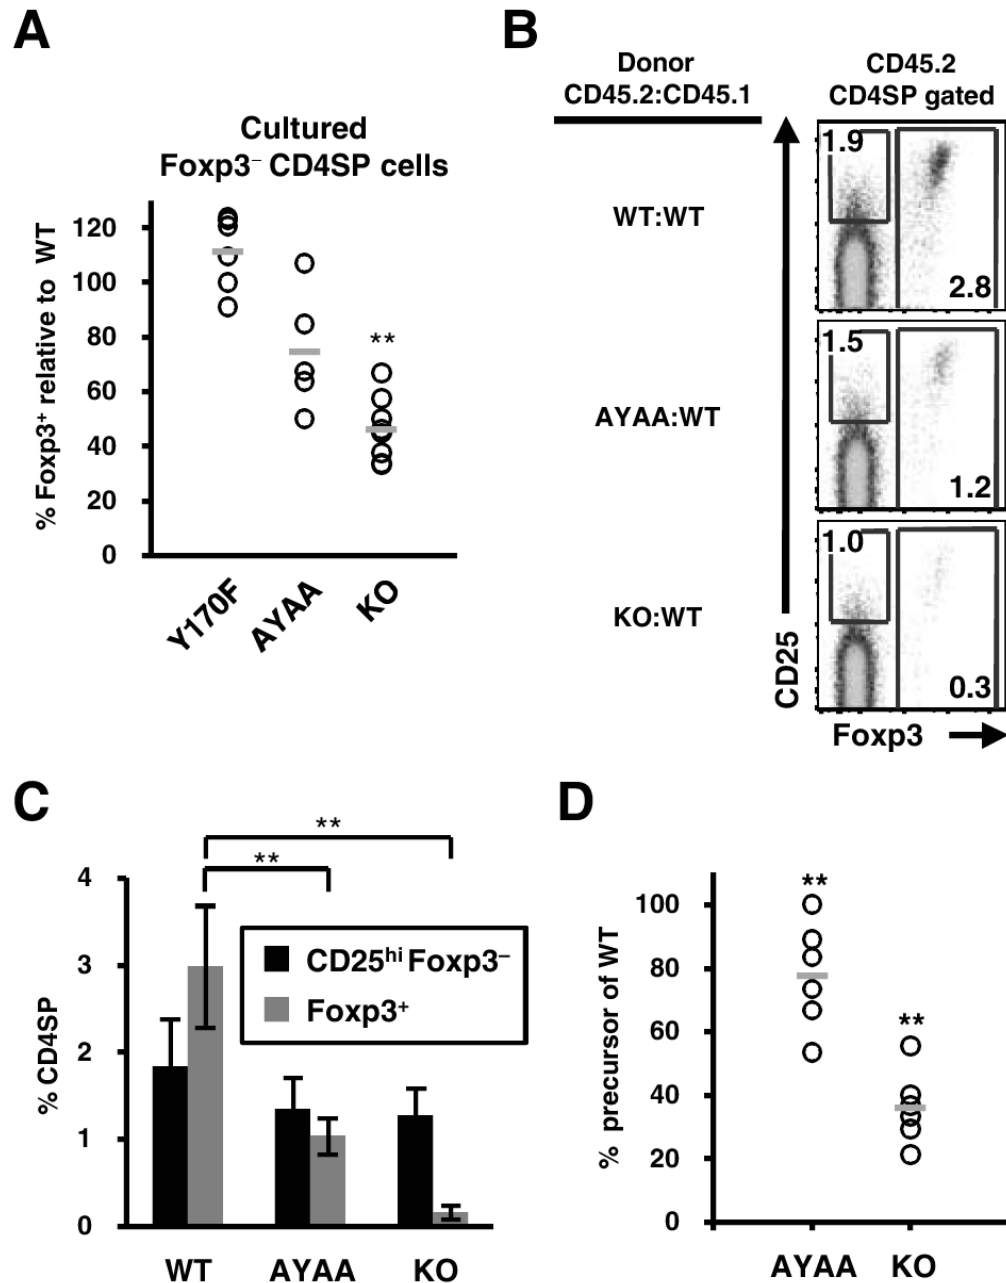 A
Cultured
Foxp3– CD4SP cells
% Foxp3+ relative to WT
120
100
80
60
40
20
0
**
Y170F
AYAA
KO
B
Donor
CD45.2:CD45.1
CD45.2
CD4SP gated
WT:WT
1.9
2.8
AYAA:WT
1.5
1.2
KO:WT
1.0
0.3
CD25
Foxp3
C
**
**
% CD4SP
4
3
2
1
0
CD25hi Foxp3–
Foxp3+
WT
AYAA
KO
D
% precursor of WT
100
80
60
40
20
0
**
**
AYAA
KO